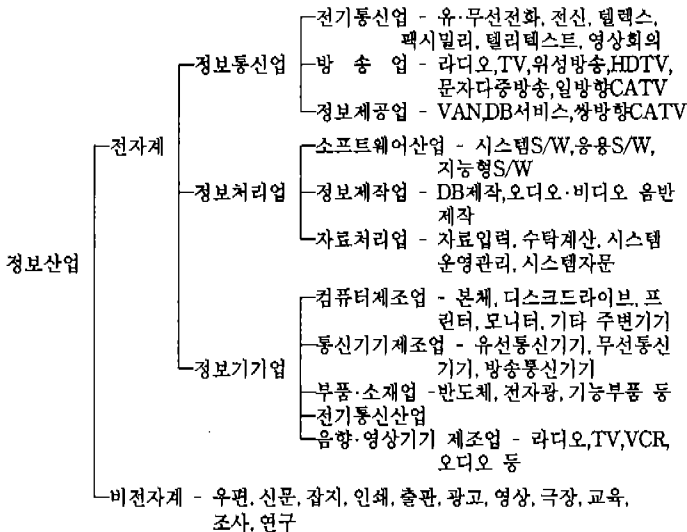 전기통신업 - 유·무선전화, 전신, 텔렉스,
팩시밀리, 텔리텍스트, 영상회의
정보통신업
방 송 업 - 라디오,TV,위성방송,HDTV,
문자다중방송,일방향CATV
정보제공업 - VAN,DB서비스,쌍방향CATV
전자계
소프트웨어산업 - 시스템S/W,응용S/W,
지능형S/W
정보처리업
정보제작업 - DB제작,오디오·비디오 음반
제작
자료처리업 - 자료입력, 수탁계산, 시스템
운영관리, 시스템자문
정보산업
컴퓨터제조업 - 본체, 디스크드라이브, 프
린터, 모니터, 기타 주변기기
통신기기제조업 - 유선통신기기, 무선통신
기기, 방송통신기기
정보기기업
부품·소재업 -반도체, 전자광, 기능부품 등
전기통신산업
음향·영상기기 제조업 - 라디오,TV,VCR,
오디오 등
비전자계 - 우편, 신문, 잡지, 인쇄, 출판, 광고, 영상, 극장, 교육,
조사, 연구